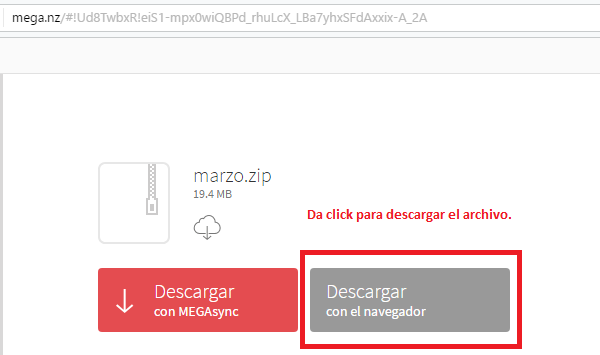 mega.nz/#!Ud8TwbxR!eiS1-mpx0wiQBPd_rhuLcX_LBa7yhxSFdAxxix-A_2A
marzo.zip
19.4 MB
Da click para descargar el archivo.
Descargar
con MEGAsync
Descargar
con el navegador